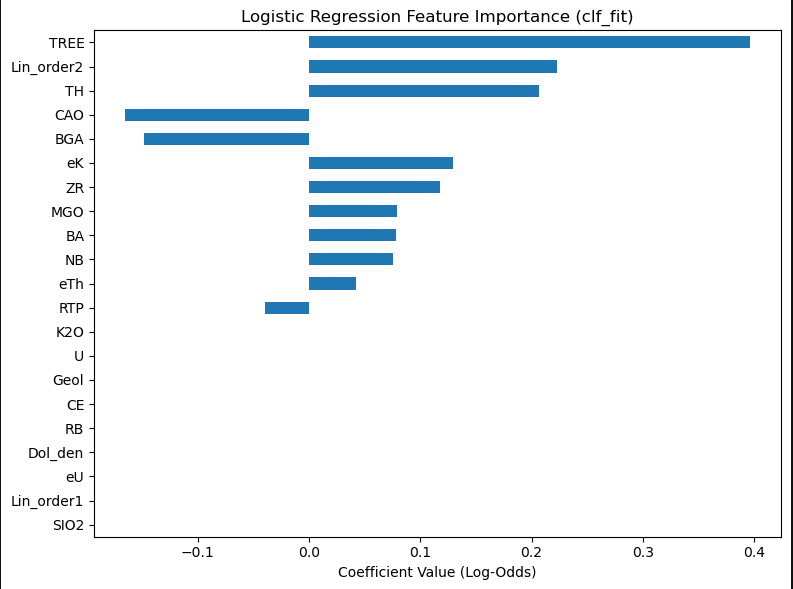 Logistic Regression Feature Importance (clf_fit)
TREE
Lin_order2
TH
CAO
BGA
eK
ZR
MGO
BA
NB
eTh
RTP
K2O
U
Geol
CE
RB
Dol_den
eU
Lin_order1
SIO2
−0.1 0.0 0.1 0.2 0.3 0.4
Coefficient Value (Log-Odds)